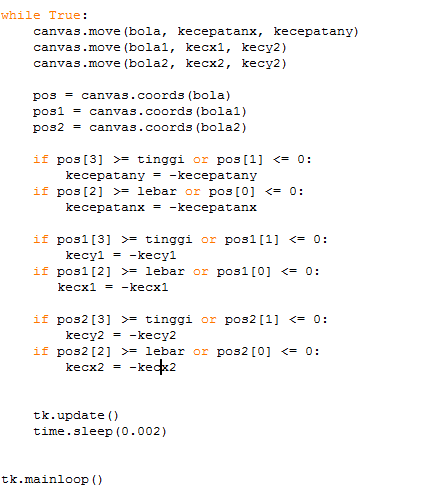 while True:
    canvas.move(bola, kecepatanx, kecepatany)
    canvas.move(bola1, kecx1, kecy2)
    canvas.move(bola2, kecx2, kecy2)

    pos = canvas.coords(bola)
    pos1 = canvas.coords(bola1)
    pos2 = canvas.coords(bola2)

    if pos[3] >= tinggi or pos[1] <= 0:
        kecepatany = -kecepatany
    if pos[2] >= lebar or pos[0] <= 0:
        kecepatanx = -kecepatanx

    if pos1[3] >= tinggi or pos1[1] <= 0:
        kecy1 = -kecy1
    if pos1[2] >= lebar or pos1[0] <= 0:
       kecx1 = -kecx1

    if pos2[3] >= tinggi or pos2[1] <= 0:
        kecy2 = -kecy2
    if pos2[2] >= lebar or pos2[0] <= 0:
        kecx2 = -kecx2


    tk.update()
    time.sleep(0.002)


tk.mainloop()